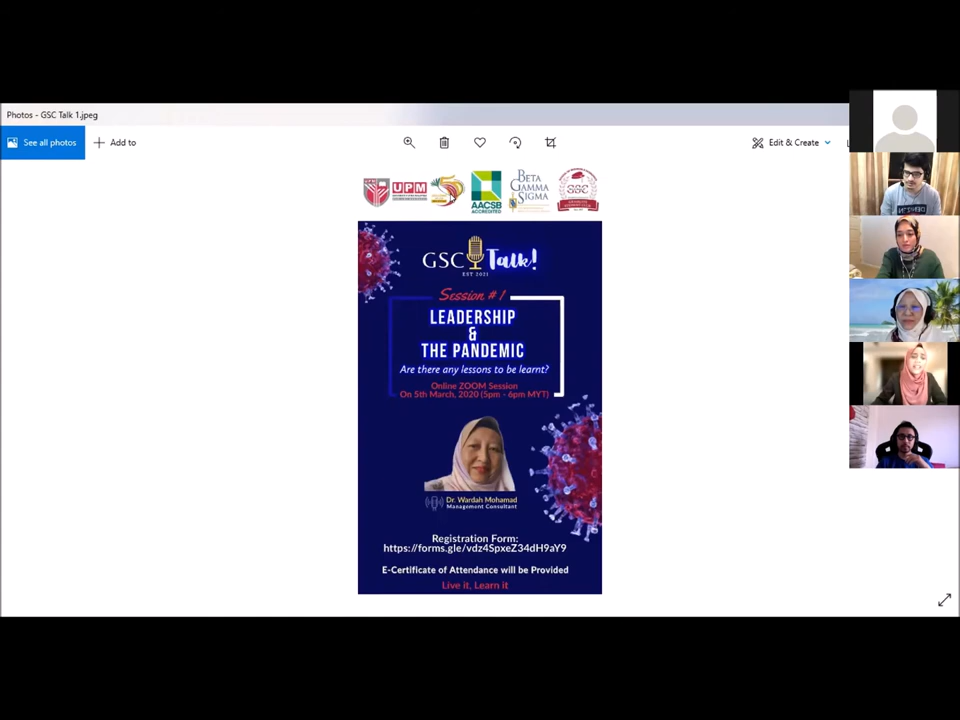 Photos - GSC Talk 1.jpeg
See all photos
Add to
Edit & Create
UPM
AACSB
ACCREDITED
BETA
GAMMA
SIGMA
GSC
GSC Talk!
EST 2021
Session # 1
LEADERSHIP
&
THE PANDEMIC
Are there any lessons to be learnt?
Online ZOOM Session
On 5th March, 2020 (5pm - 6pm MYT)
Dr. Wardah Mohamad
Management Consultant
Registration Form:
https://forms.gle/vdz4SpxeZ34dH9aY9
E-Certificate of Attendance will be Provided
Live it, Learn it